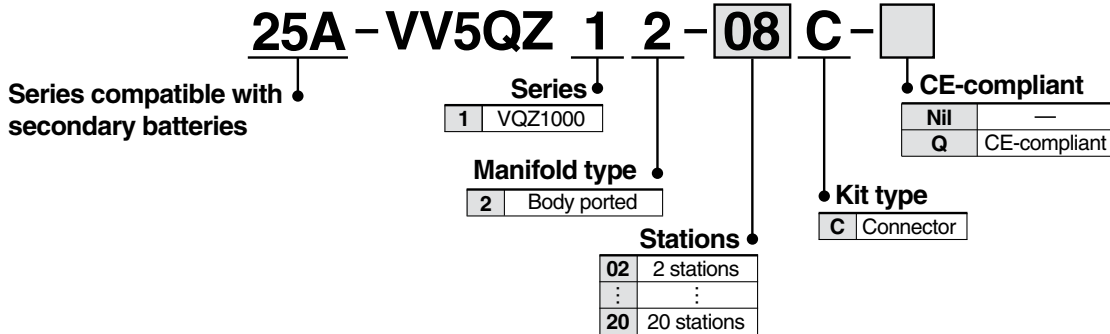 25A - VV5QZ 1 2 - 08 C -
Series compatible with
secondary batteries
Series
1 VQZ1000
Manifold type
2 Body ported
Stations
02 2 stations
⋮ ⋮
20 20 stations
Kit type
C Connector
CE-compliant
Nil —
Q CE-compliant